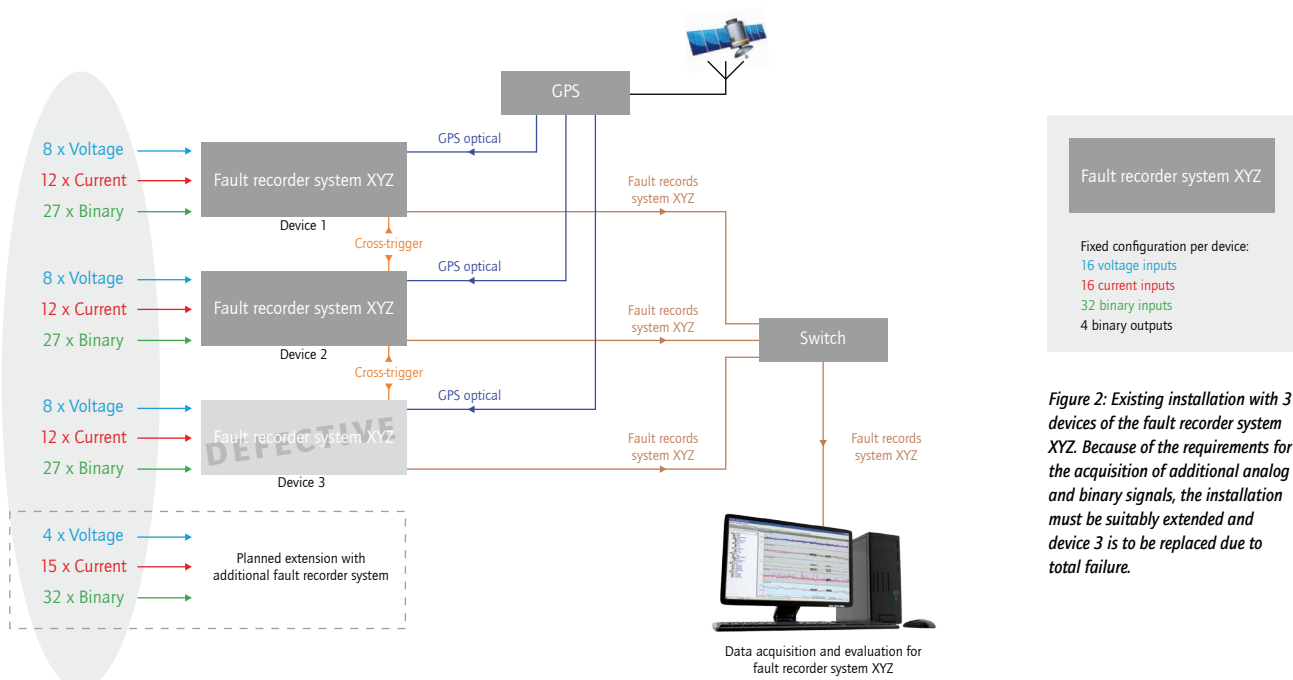 GPS
GPS optical
8 x Voltage
12 x Current
27 x Binary
Fault recorder system XYZ
Device 1
Fault records
system XYZ
Cross-trigger
GPS optical
8 x Voltage
12 x Current
27 x Binary
Fault recorder system XYZ
Device 2
Fault records
system XYZ
Switch
Cross-trigger
GPS optical
8 x Voltage
12 x Current
27 x Binary
Fault recorder system XYZ
DEFECTIVE
Device 3
Fault records
system XYZ
Fault records
system XYZ
4 x Voltage
15 x Current
32 x Binary
Planned extension with
additional fault recorder system
Data acquisition and evaluation for
fault recorder system XYZ
Fault recorder system XYZ
Fixed configuration per device:
16 voltage inputs
16 current inputs
32 binary inputs
4 binary outputs
Figure 2: Existing installation with 3
devices of the fault recorder system
XYZ. Because of the requirements for
the acquisition of additional analog
and binary signals, the installation
must be suitably extended and
device 3 is to be replaced due to
total failure.